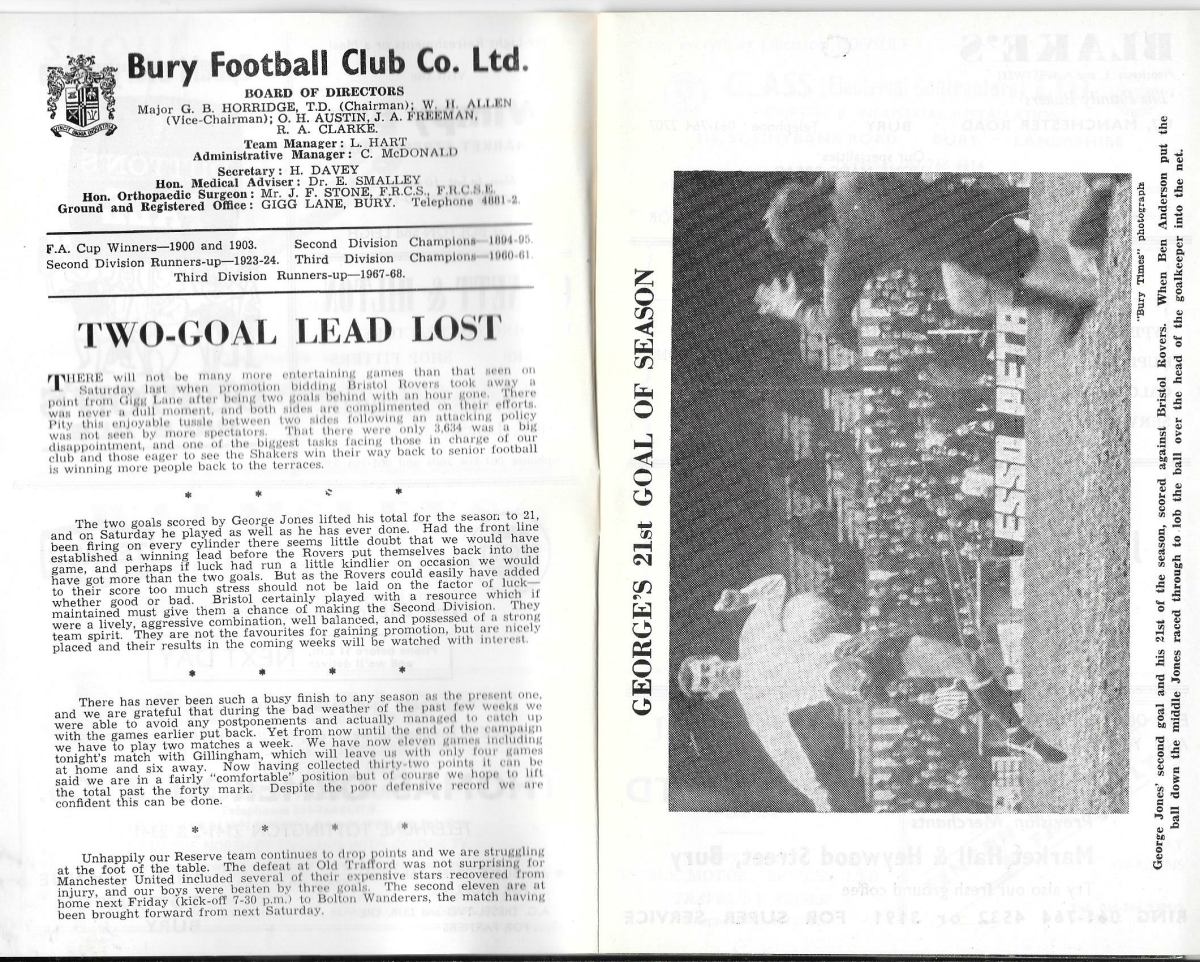 Bury Football Club Co. Ltd.
BOARD OF DIRECTORS
Major G. B. HORRIDGE, T.D. (Chairman); W. H. ALLEN
(Vice-Chairman); O. H. AUSTIN, J. A. FREEMAN,
R. A. CLARKE.
Team Manager: L. HART
Administrative Manager: C. McDONALD
Secretary: H. DAVEY
Hon. Medical Adviser: Dr. E. SMALLEY
Hon. Orthopaedic Surgeon: Mr. J. F. STONE, F.R.C.S., F.R.C.S.E.
Ground and Registered Office: GIGG LANE, BURY. Telephone 4881-2.
VINCIT OMNIA INDUSTRIA
F.A. Cup Winners—1900 and 1903. Second Division Champions—1894-95.
Second Division Runners-up—1923-24. Third Division Champions—1960-61.
Third Division Runners-up—1967-68.
TWO-GOAL LEAD LOST
THERE will not be many more entertaining games than that seen on
Saturday last when promotion bidding Bristol Rovers took away a
point from Gigg Lane after being two goals behind with an hour gone. There
was never a dull moment, and both sides are complimented on their efforts.
Pity this enjoyable tussle between two sides following an attacking policy
was not seen by more spectators. That there were only 3,634 was a big
disappointment, and one of the biggest tasks facing those in charge of our
club and those eager to see the Shakers win their way back to senior football
is winning more people back to the terraces.
* * * *
The two goals scored by George Jones lifted his total for the season to 21,
and on Saturday he played as well as he has ever done. Had the front line
been firing on every cylinder there seems little doubt that we would have
established a winning lead before the Rovers put themselves back into the
game, and perhaps if luck had run a little kindlier on occasion we would
have got more than the two goals. But as the Rovers could easily have added
to their score too much stress should not be laid on the factor of luck—
whether good or bad. Bristol certainly played with a resource which if
maintained must give them a chance of making the Second Division. They
were a lively, aggressive combination, well balanced, and possessed of a strong
team spirit. They are not the favourites for gaining promotion, but are nicely
placed and their results in the coming weeks will be watched with interest.
* * * *
There has never been such a busy finish to any season as the present one,
and we are grateful that during the bad weather of the past few weeks we
were able to avoid any postponements and actually managed to catch up
with the games earlier put back. Yet from now until the end of the campaign
we have to play two matches a week. We have now eleven games including
tonight's match with Gillingham, which will leave us with only four games
at home and six away. Now having collected thirty-two points it can be
said we are in a fairly "comfortable" position but of course we hope to lift
the total past the forty mark. Despite the poor defensive record we are
confident this can be done.
* * * *
Unhappily our Reserve team continues to drop points and we are struggling
at the foot of the table. The defeat at Old Trafford was not surprising for
Manchester United included several of their expensive stars recovered from
injury, and our boys were beaten by three goals. The second eleven are at
home next Friday (kick-off 7-30 p.m.) to Bolton Wanderers, the match having
been brought forward from next Saturday.
GEORGE'S 21st GOAL OF SEASON
ESSO PETR
"Bury Times" photograph
George Jones' second goal and his 21st of the season, scored against Bristol Rovers. When Ben Anderson put the
ball down the middle Jones raced through to lob the ball over the head of the goalkeeper into the net.